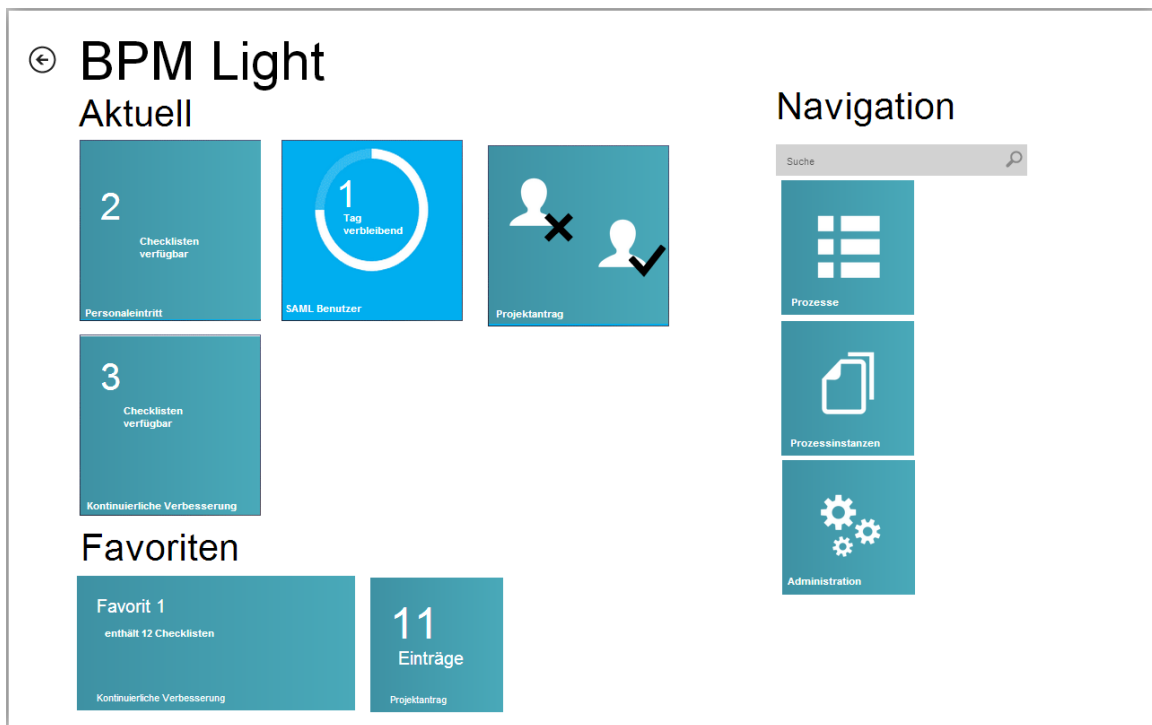 BPM Light
Aktuell
2
Checklisten
verfügbar
Personaleintritt
1
Tag
verbleibend
SAML Benutzer
Projektantrag
3
Checklisten
verfügbar
Kontinuierliche Verbesserung
Favoriten
Favorit 1
enthält 12 Checklisten
Kontinuierliche Verbesserung
11
Einträge
Projektantrag
Navigation
Suche
Prozesse
Prozessinstanzen
Administration